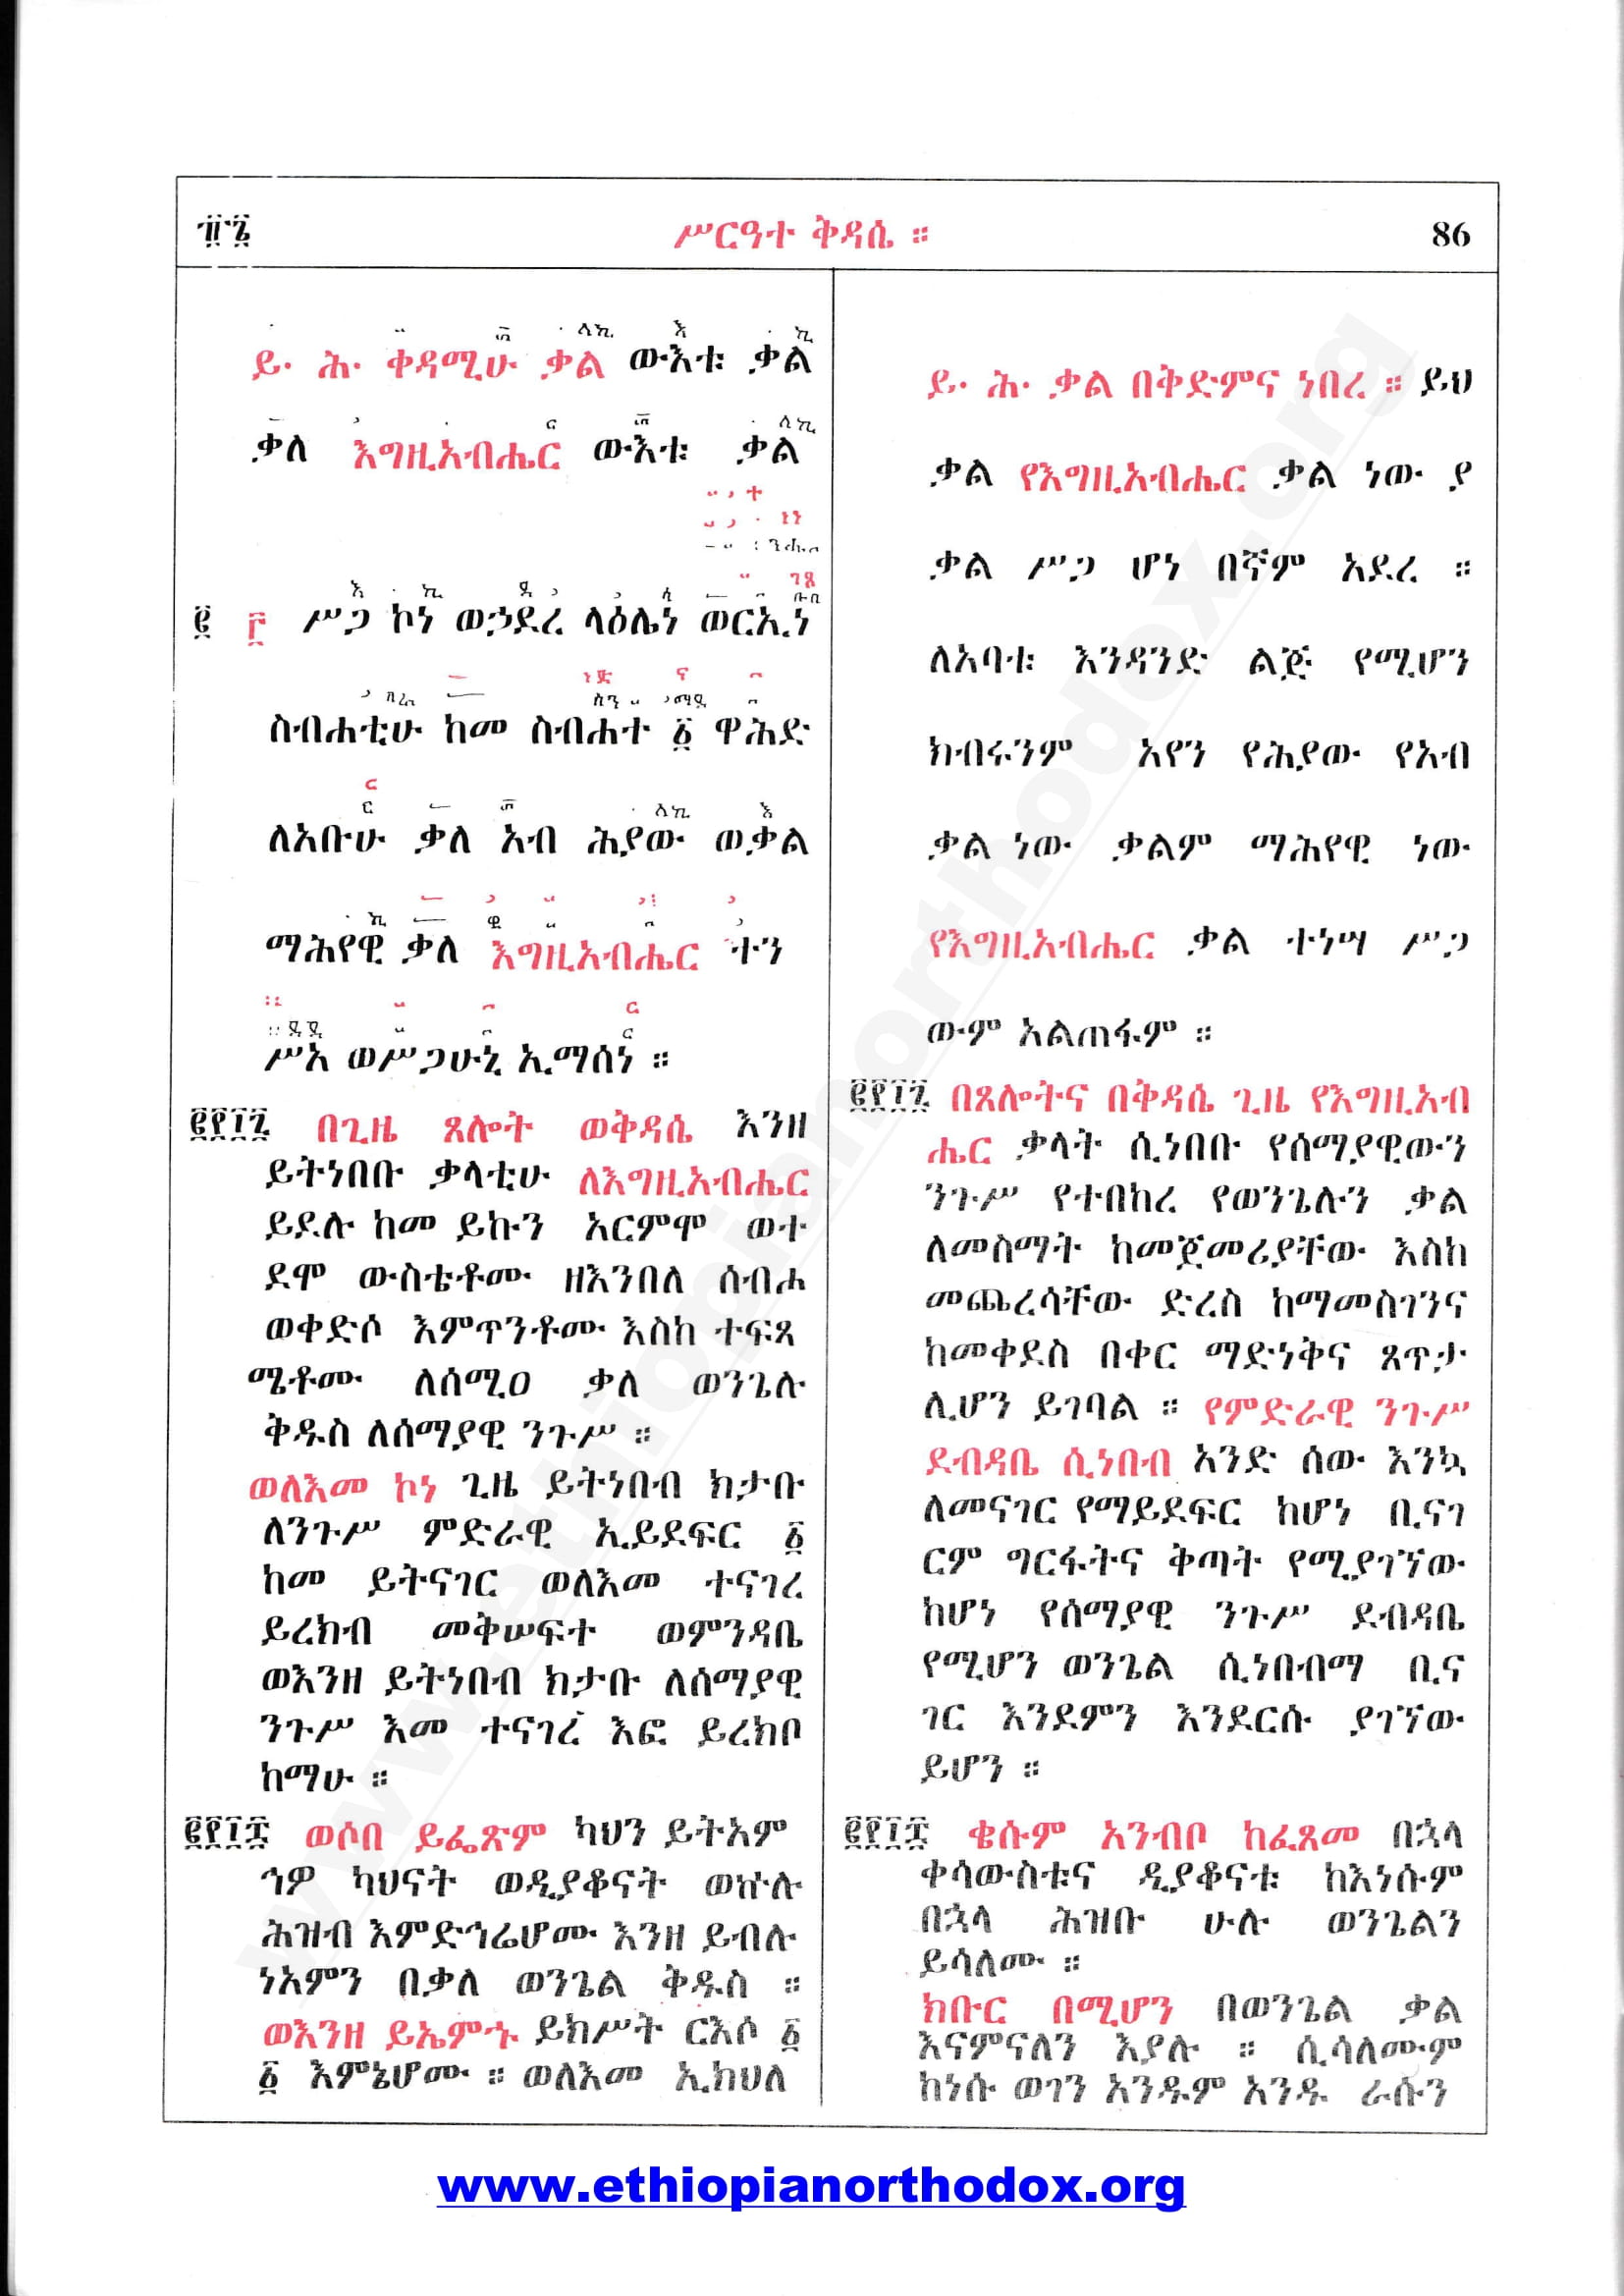 ፹፮ ሥርዓተ ቅዳሴ ። 86
ይ· ሕ· ቀዳሚሁ ቃል ውእቱ ቃል
ቃለ እግዚአብሔር ውእቱ ቃል
፪ ፫ ሥጋ ኮነ ወኃደረ ላዕሌነ ወርኢነ
ስብሐቲሁ ከመ ስብሐተ ፩ ዋሕድ
ለአቡሁ ቃለ አብ ሕያው ወቃል
ማሕየዊ ቃለ እግዚአብሔር ተን
ሥአ ወሥጋሁኒ ኢማሰነ ።
፪፻፲፯ በጊዜ ጸሎት ወቅዳሴ እንዘ
ይትነበቡ ቃላቲሁ ለእግዚአብሔር
ይደሉ ከመ ይኩን አርምሞ ወተ
ደሞ ውስቴቶሙ ዘእንበለ ሰብሖ
ወቀድሶ እምጥንቶሙ እስከ ተፍጻ
ሜቶሙ ለሰሚዐ ቃለ ወንጌሉ
ቅዱስ ለሰማያዊ ንጉሥ ።
ወለእመ ኮነ ጊዜ ይትነበብ ክታቡ
ለንጉሥ ምድራዊ ኢይደፍር ፩
ከመ ይትናገር ወለእመ ተናገረ
ይረክብ መቅሠፍተ ወምንዳቤ
ወእንዘ ይትነበብ ክታቡ ለሰማያዊ
ንጉሥ እመ ተናገረ እፎ ይረክቦ
ከማሁ ።
፪፻፲፰ ወሶበ ይፌጽም ካህን ይትአም
ኅዎ ካህናት ወዲያቆናት ወኵሉ
ሕዝብ እምድኅሬሆሙ እንዘ ይብሉ
ነአምን በቃለ ወንጌል ቅዱስ ።
ወእንዘ ይኤምኁ ይክሥት ርእሶ ፩
፩ እምኔሆሙ ። ወለእመ ኢክህለ
ይ· ሕ· ቃል በቅድምና ነበረ ። ይህ
ቃል የእግዚአብሔር ቃል ነው ያ
ቃል ሥጋ ሆነ በኛም አደረ ።
ለአባቱ እንዳንድ ልጅ የሚሆን
ክብሩንም አየን የሕያው የአብ
ቃል ነው ቃልም ማሕየዊ ነው
የእግዚአብሔር ቃል ተነሣ ሥጋ
ውም አልጠፋም ።
፪፻፲፯ በጸሎትና በቅዳሴ ጊዜ የእግዚአብ
ሔር ቃላት ሲነበቡ የሰማያዊውን
ንጉሥ የተበከረ የወንጌሉን ቃል
ለመስማት ከመጀመሪያቸው እስከ
መጨረሻቸው ድረስ ከማመስገንና
ከመቀደስ በቀር ማድነቅና ጸጥታ
ሊሆን ይገባል ። የምድራዊ ንጉሥ
ደብዳቤ ሲነበብ አንድ ሰው እንኳ
ለመናገር የማይደፍር ከሆነ ቢናገ
ርም ግርፋትና ቅጣት የሚያገኘው
ከሆነ የሰማያዊ ንጉሥ ደብዳቤ
የሚሆን ወንጌል ሲነበብማ ቢና
ገር እንደምን እንደርሱ ያገኘው
ይሆን ።
፪፻፲፰ ቄሱም አንብቦ ከፈጸመ በኋላ
ቀሳውስቱና ዲያቆናቱ ከእነሱም
በኋላ ሕዝቡ ሁሉ ወንጌልን
ይሳለሙ ።
ክቡር በሚሆን በወንጌል ቃል
እናምናለን እያሉ ። ሲሳለሙም
ከነሱ ወገን አንዱም አንዱ ራሱን
www.ethiopianorthodox.org